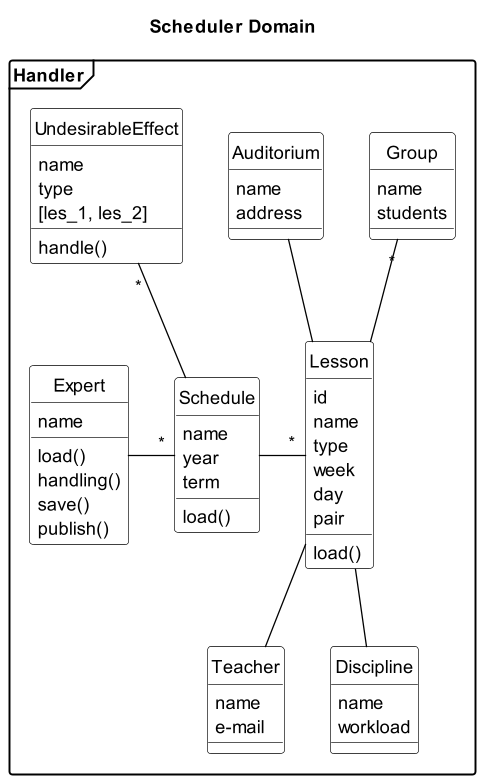 Scheduler Domain
Handler
UndesirableEffect
name
type
[les_1, les_2]
handle()
Auditorium
name
address
Group
name
students
*
*
Expert
name
load()
handling()
save()
publish()
*
Schedule
name
year
term
load()
*
Lesson
id
name
type
week
day
pair
load()
Teacher
name
e-mail
Discipline
name
workload